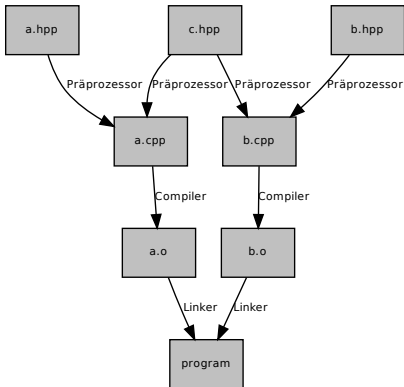 a.hpp
c.hpp
b.hpp
Präprozessor
Präprozessor
Präprozessor
Präprozessor
a.cpp
b.cpp
Compiler
Compiler
a.o
b.o
Linker
Linker
program